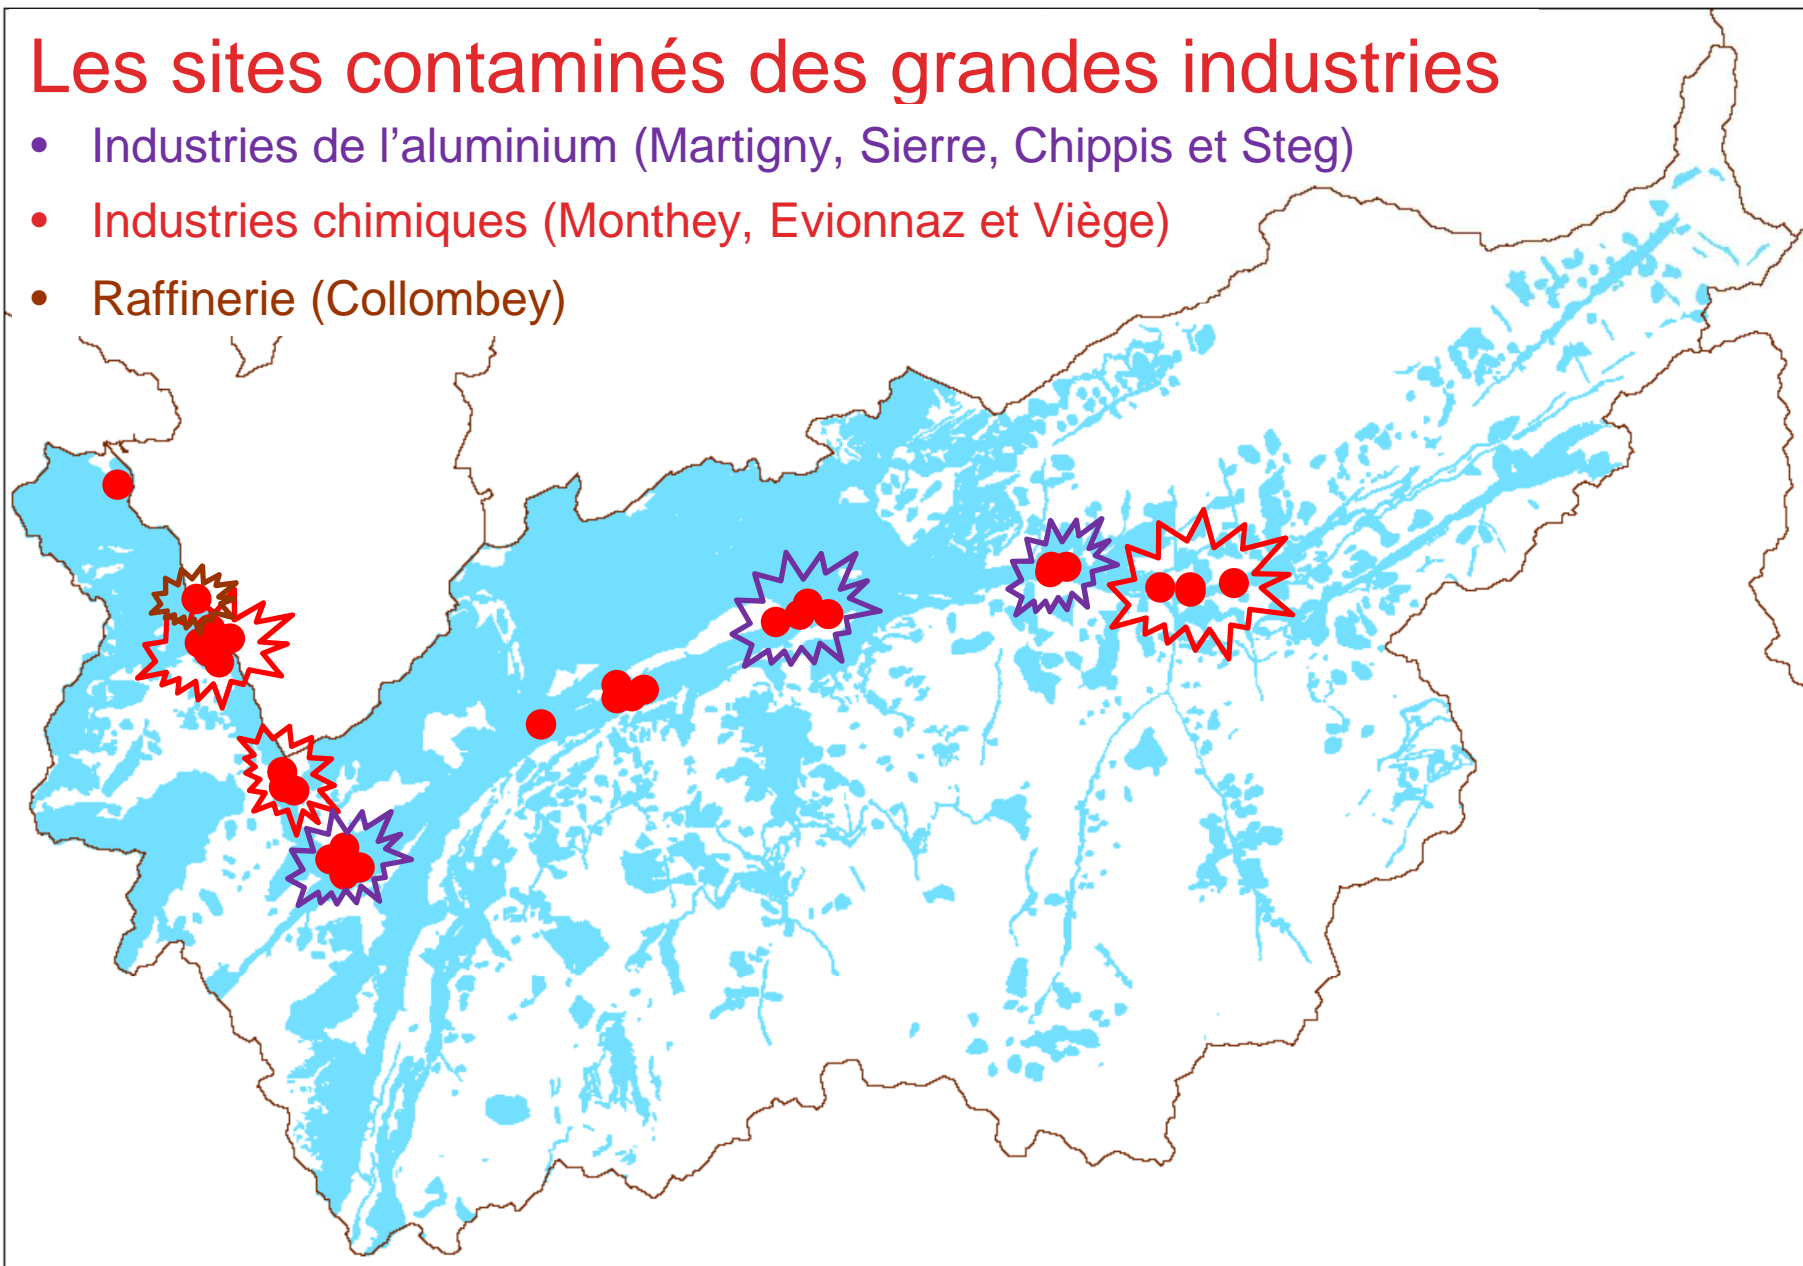 Les sites contaminés des grandes industries
• Industries de l'aluminium (Martigny, Sierre, Chippis et Steg)
• Industries chimiques (Monthey, Evionnaz et Viège)
• Raffinerie (Collombey)